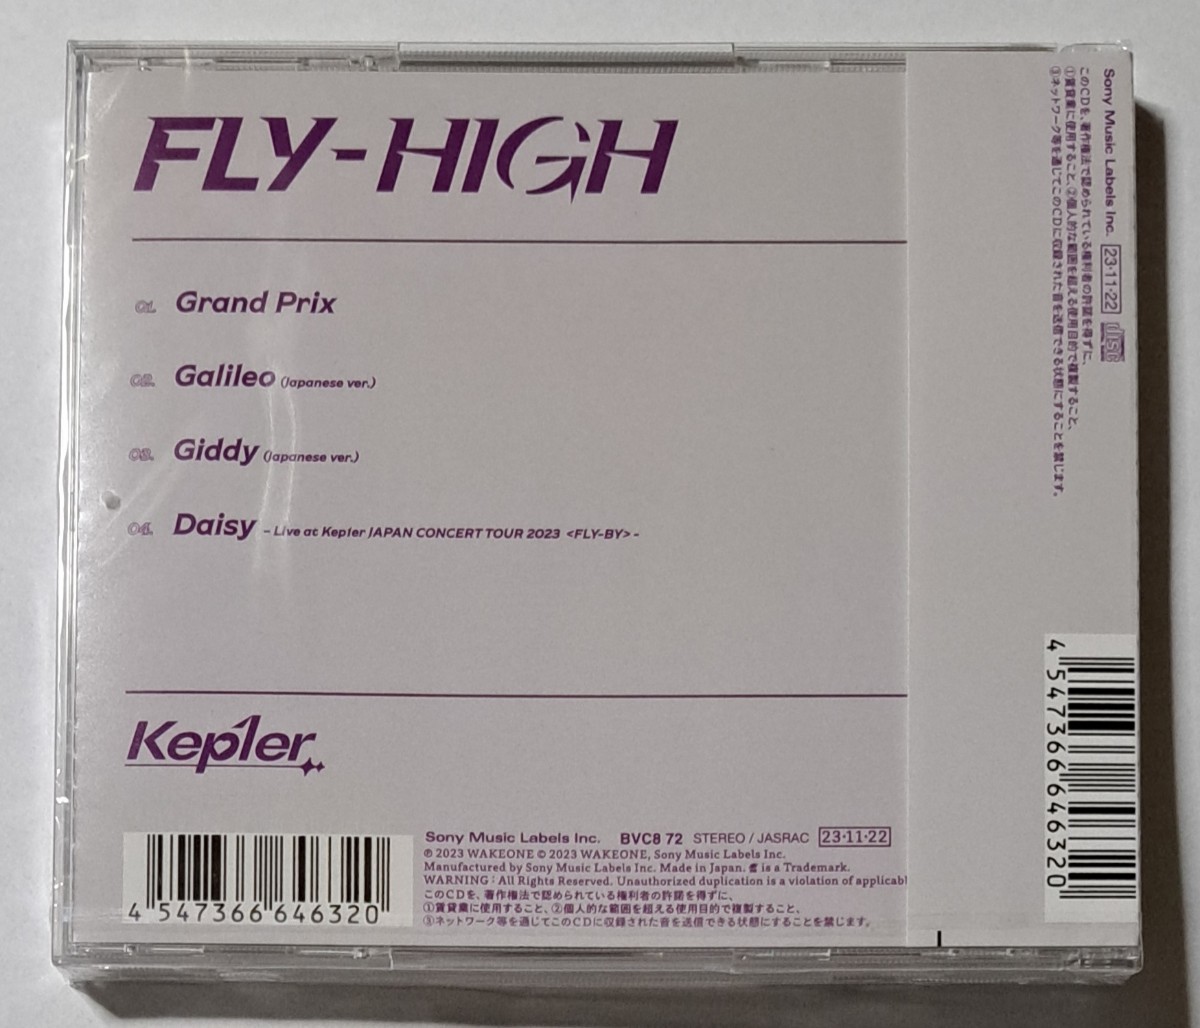 FLY-HIGH
01. Grand Prix
02. Galileo (Japanese ver.)
03. Giddy (Japanese ver.)
04. Daisy - Live at Kep1er JAPAN CONCERT TOUR 2023 <FLY-BY> -
Kep1er
4 547366 646320
Sony Music Labels Inc. BVC8 72 STEREO / JASRAC 23·11·22
℗ 2023 WAKEONE © 2023 WAKEONE, Sony Music Labels Inc.
Manufactured by Sony Music Labels Inc. Made in Japan. is a Trademark.
WARNING : All Rights Reserved. Unauthorized duplication is a violation of applicabl
このCDを、著作権法で認められている権利者の許諾を得ずに、
①賃貸業に使用すること、②個人的な範囲を超える使用目的で複製すること、
③ネットワーク等を通じてこのCDに収録された音を送信できる状態にすることを禁じます。
Sony Music Labels Inc. 23·11·22 disc
このCDを、著作権法で認められている権利者の許諾を得ずに、
①賃貸業に使用すること、②個人的な範囲を超える使用目的で複製すること、
③ネットワーク等を通じてこのCDに収録された音を送信できる状態にすることを禁じます。
4 547366 646320